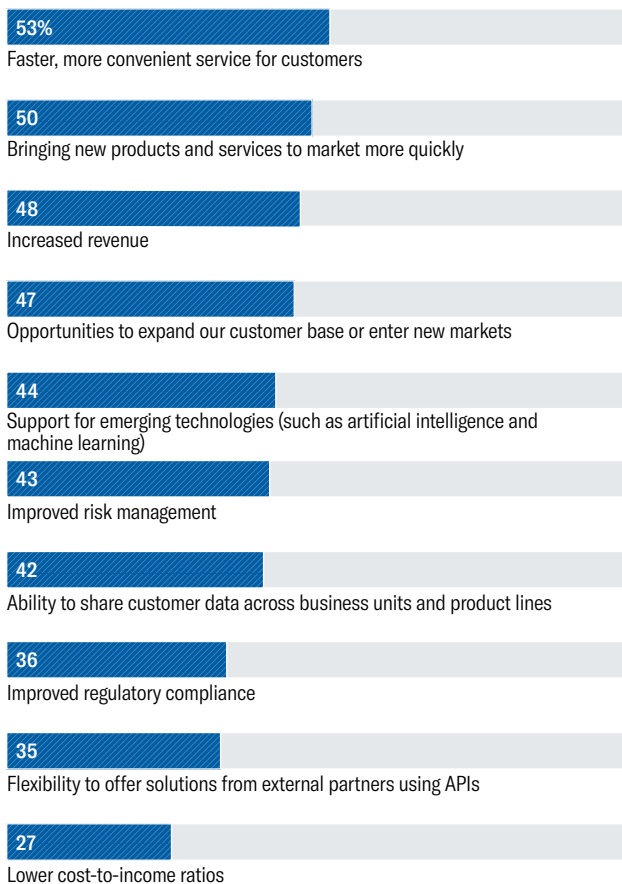 53%
Faster, more convenient service for customers
50
Bringing new products and services to market more quickly
48
Increased revenue
47
Opportunities to expand our customer base or enter new markets
44
Support for emerging technologies (such as artificial intelligence and
machine learning)
43
Improved risk management
42
Ability to share customer data across business units and product lines
36
Improved regulatory compliance
35
Flexibility to offer solutions from external partners using APIs
27
Lower cost-to-income ratios